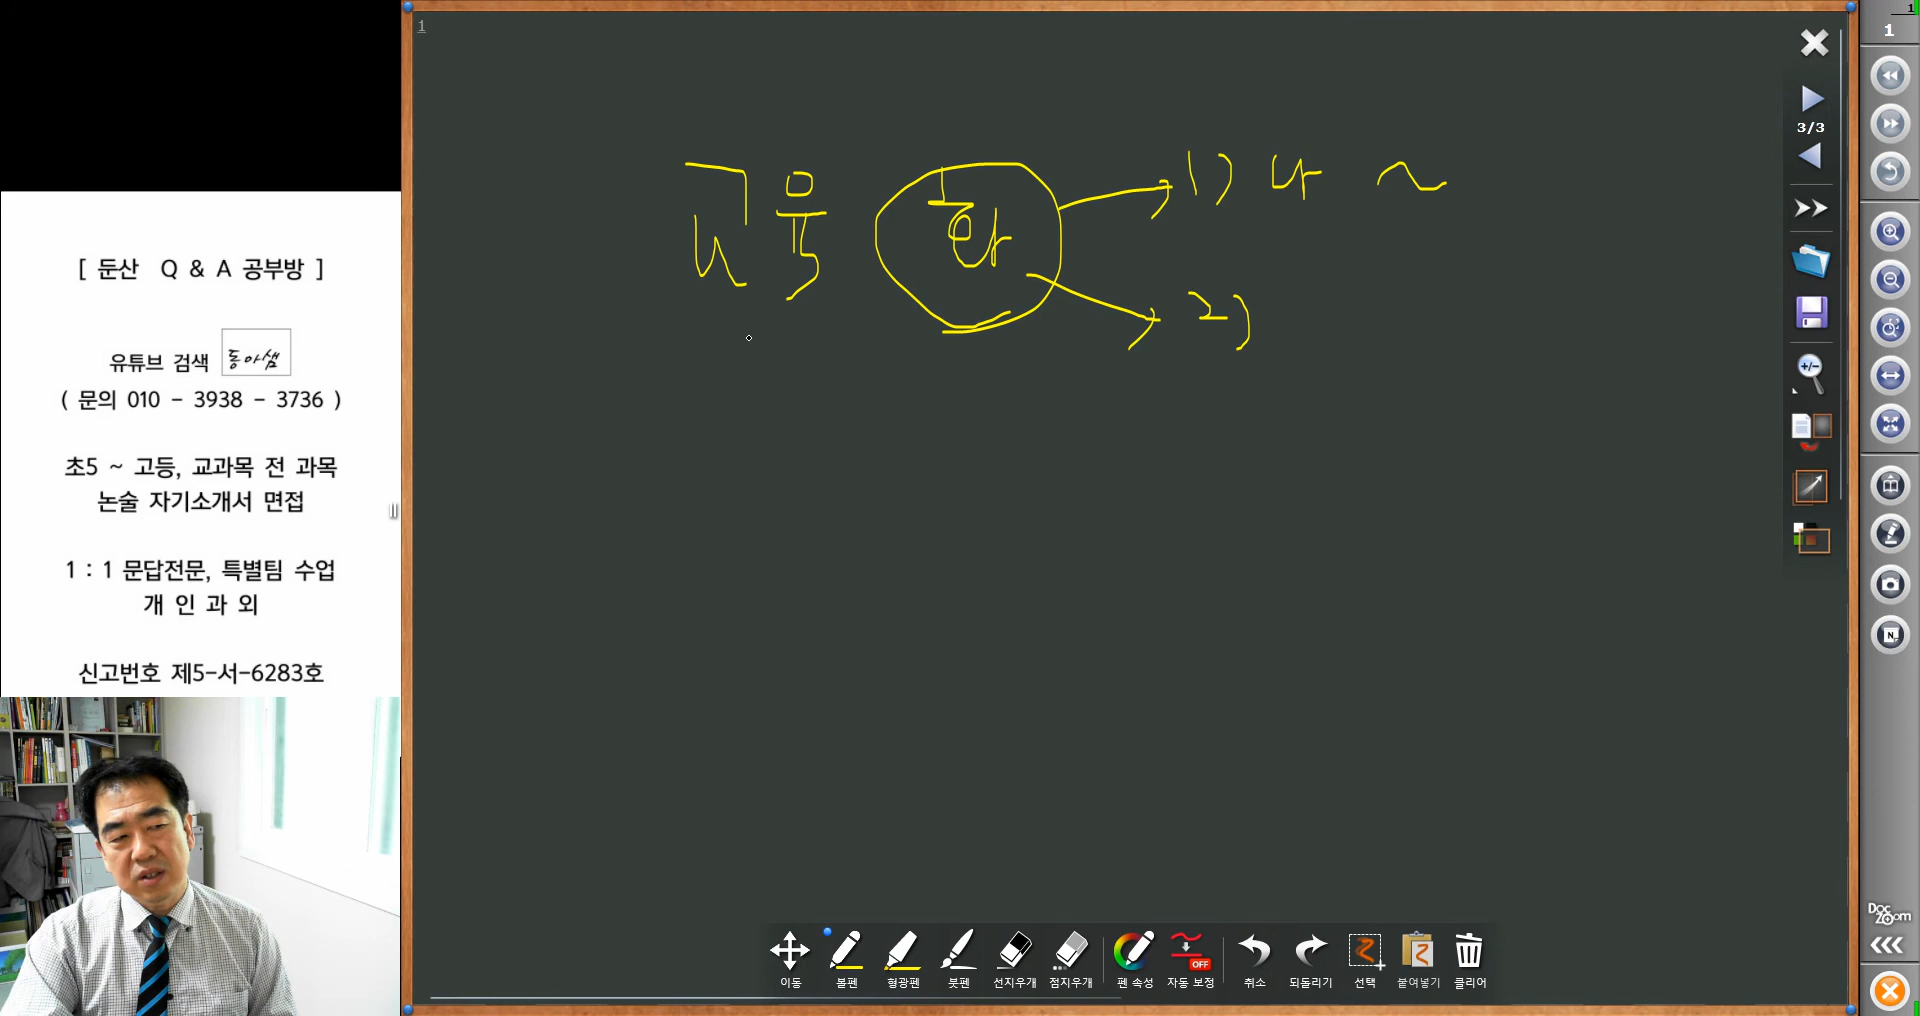 [ 둔산 Q & A 공부방 ]
유튜브 검색 동아샘
( 문의 010 - 3938 - 3736 )
초5 ~ 고등, 교과목 전 과목
논술 자기소개서 면접
1 : 1 문답전문, 특별팀 수업
개 인 과 외
신고번호 제5-서-6283호
1
1) 나 ~
2)
3/3
1
1
+/-
N
Doc Zoom
OFF
이동 볼펜 형광펜 붓펜 선지우개 점지우개 펜 속성 자동 보정 취소 되돌리기 선택 붙여넣기 클리어